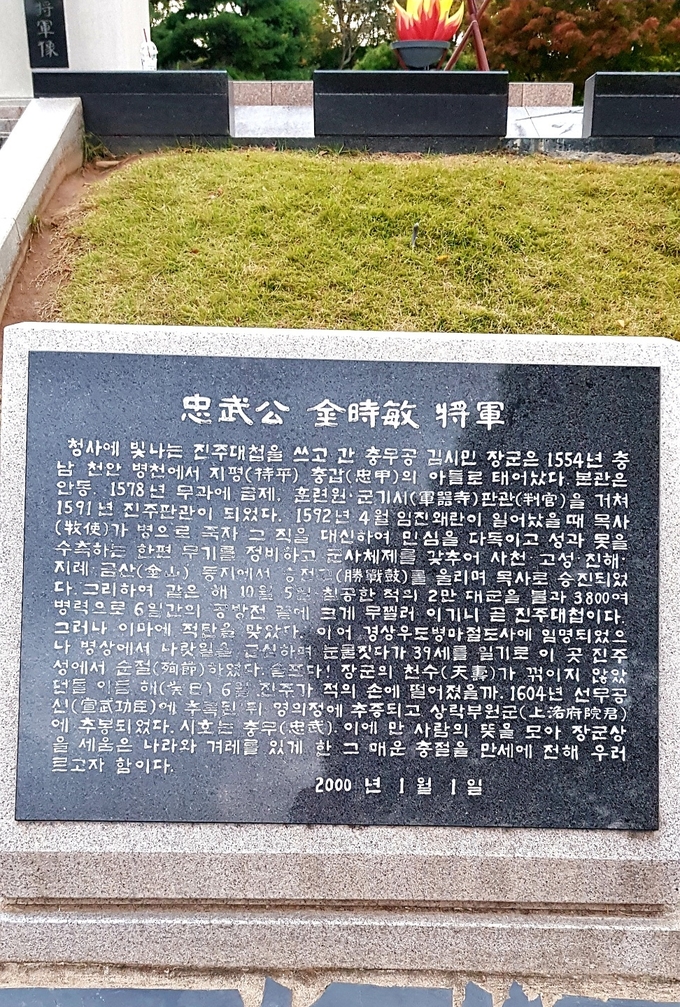 將軍像
忠武公 金時敏 將軍
청사에 빛나는 진주대첩을 쓰고 간 충무공 김시민 장군은 1554년 충
남 천안 병천에서 지평(持平) 충갑(忠甲)의 아들로 태어났다. 본관은
안동. 1578년 무과에 급제, 훈련원·군기시(軍器寺)판관(判官)을 거쳐
1591년 진주판관이 되었다. 1592년 4월 임진왜란이 일어났을 때 목사
(牧使)가 병으로 죽자 그 직을 대신하여 민심을 다독이고 성과 못을
수축하는 한편 무기를 정비하고 군사체제를 갖추어 사천·고성·진해·
지례·금산(金山) 등지에서 승전고(勝戰鼓)를 올리며 목사로 승진되었
다. 그리하여 같은 해 10월 5일 침공한 적의 2만 대군을 불과 3800여
병력으로 6일간의 공방전 끝에 크게 무찔러 이기니 곧 진주대첩이다.
그러나 이마에 적탄을 맞았다. 이어 경상우도병마절도사에 임명되었으
나 병상에서 나랏일을 근심하며 눈물짓다가 39세를 일기로 이 곳 진주
성에서 순절(殉節)하였다. 슬프다! 장군의 천수(天壽)가 꺾이지 않았
던들 이듬 해(癸巳) 6월 진주가 적의 손에 떨어졌을까. 1604년 선무공
신(宣武功臣)에 추록된 뒤 영의정에 추증되고 상락부원군(上洛府院君)
에 추봉되었다. 시호는 충무(忠武). 이에 만 사람의 뜻을 모아 장군상
을 세움은 나라와 겨레를 있게 한 그 매운 충절을 만세에 전해 우러
르고자 함이다.
2000 년 1 월 1 일